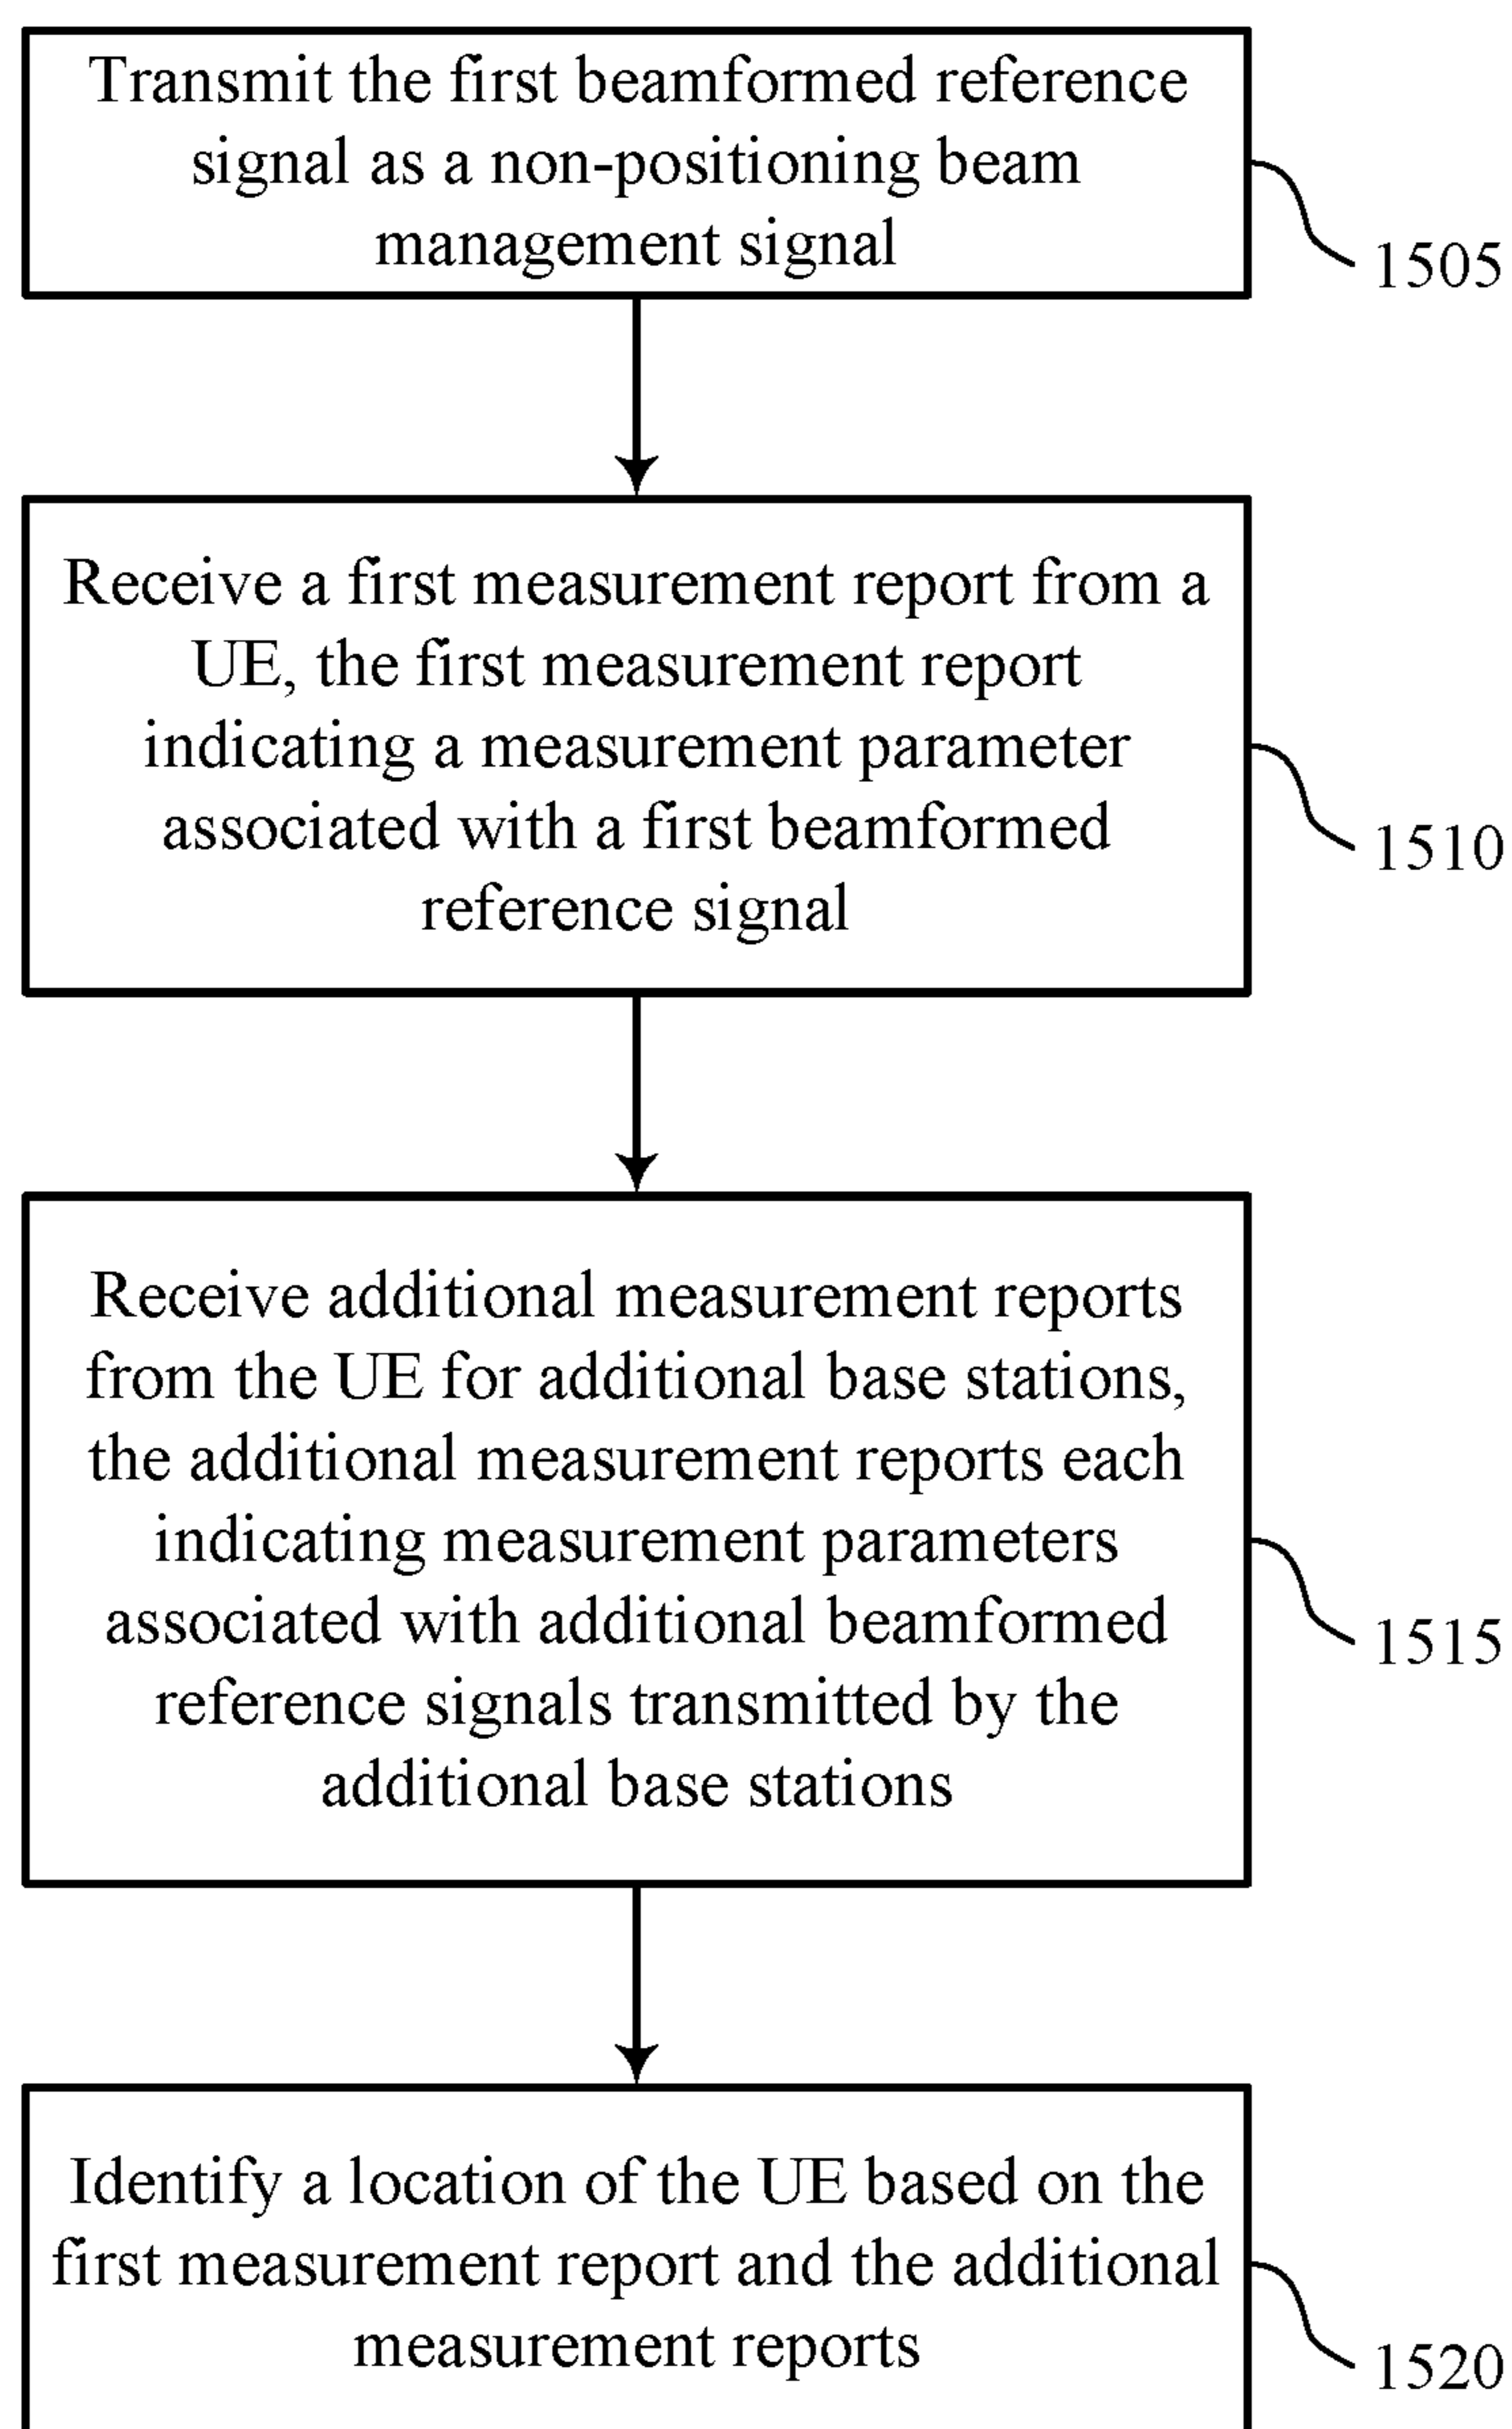 Transmit the first beamformed reference
signal as a non-positioning beam
management signal
1505
Receive a first measurement report from a
UE, the first measurement report
indicating a measurement parameter
associated with a first beamformed
reference signal
1510
Receive additional measurement reports
from the UE for additional base stations,
the additional measurement reports each
indicating measurement parameters
associated with additional beamformed
reference signals transmitted by the
additional base stations
1515
Identify a location of the UE based on the
first measurement report and the additional
measurement reports
1520